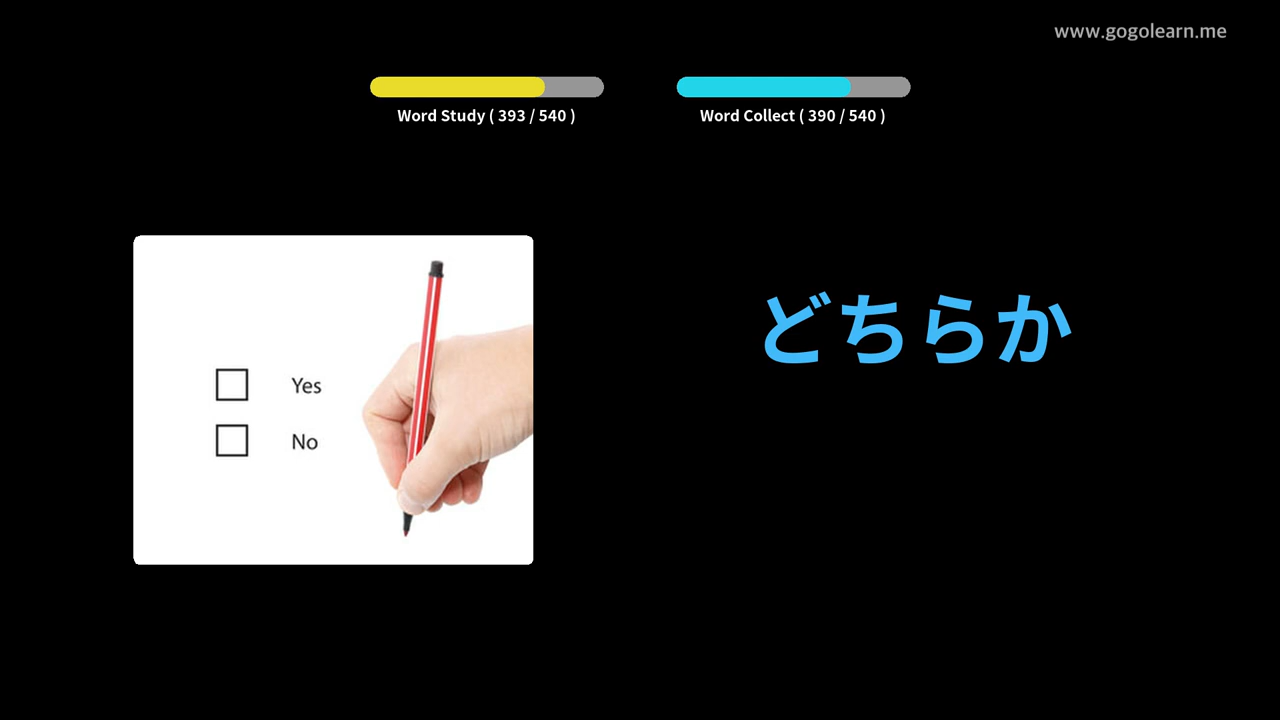 www.gogolearn.me
Word Study ( 393 / 540 )
Word Collect ( 390 / 540 )
Yes
No
どちらか